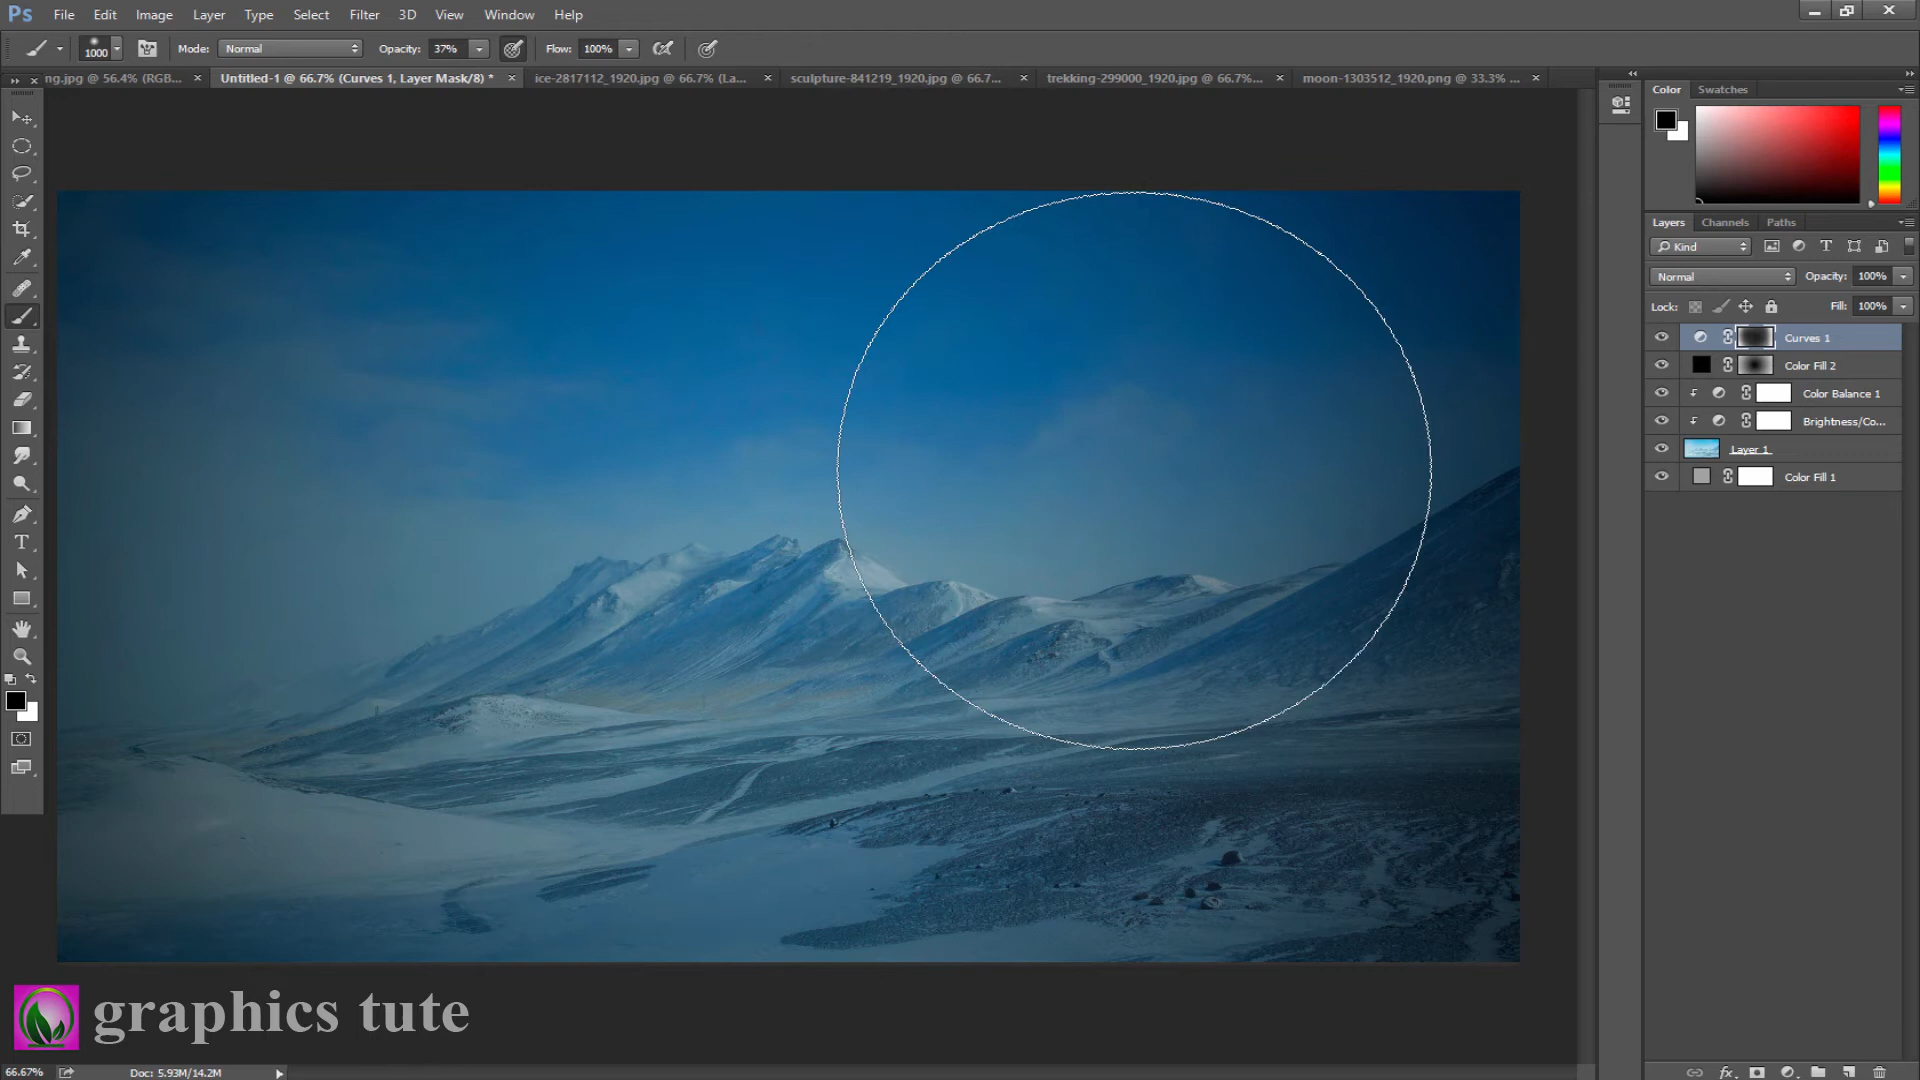 Ps File Edit Image Layer Type Select Filter 3D View Window Help
1000 Mode: Normal Opacity: 37% Flow: 100%
ng.jpg @ 56.4% (RGB... Untitled-1 @ 66.7% (Curves 1, Layer Mask/8) * ice-2817112_1920.jpg @ 66.7% (La... sculpture-841219_1920.jpg @ 66.7... trekking-299000_1920.jpg @ 66.7%... moon-1303512_1920.png @ 33.3% ...
Color Swatches
Layers Channels Paths
Kind
Normal Opacity: 100%
Lock: Fill: 100%
Curves 1
Color Fill 2
Color Balance 1
Brightness/Co...
Layer 1
Color Fill 1
graphics tute
66.67% Doc: 5.93M/14.2M